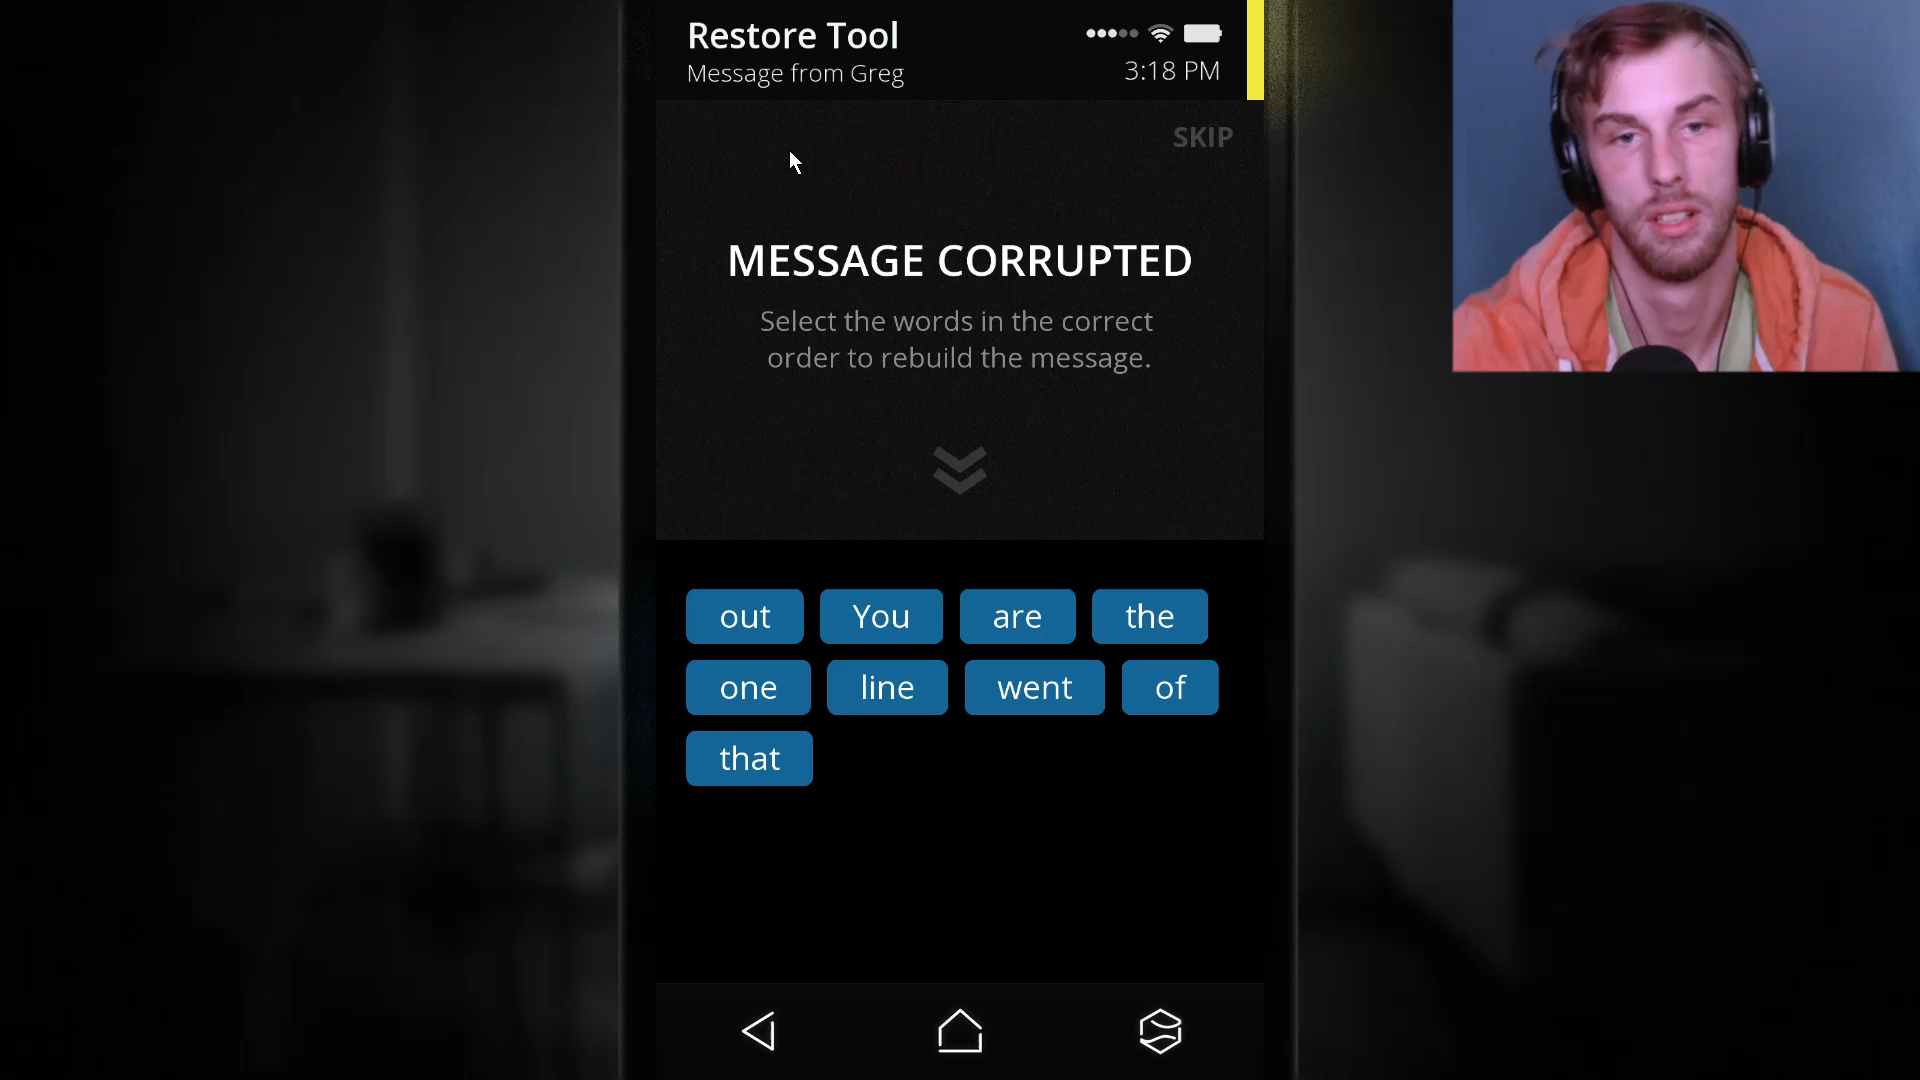 Restore Tool
Message from Greg
3:18 PM
SKIP
MESSAGE CORRUPTED
Select the words in the correct
order to rebuild the message.
out You are the
one line went of
that